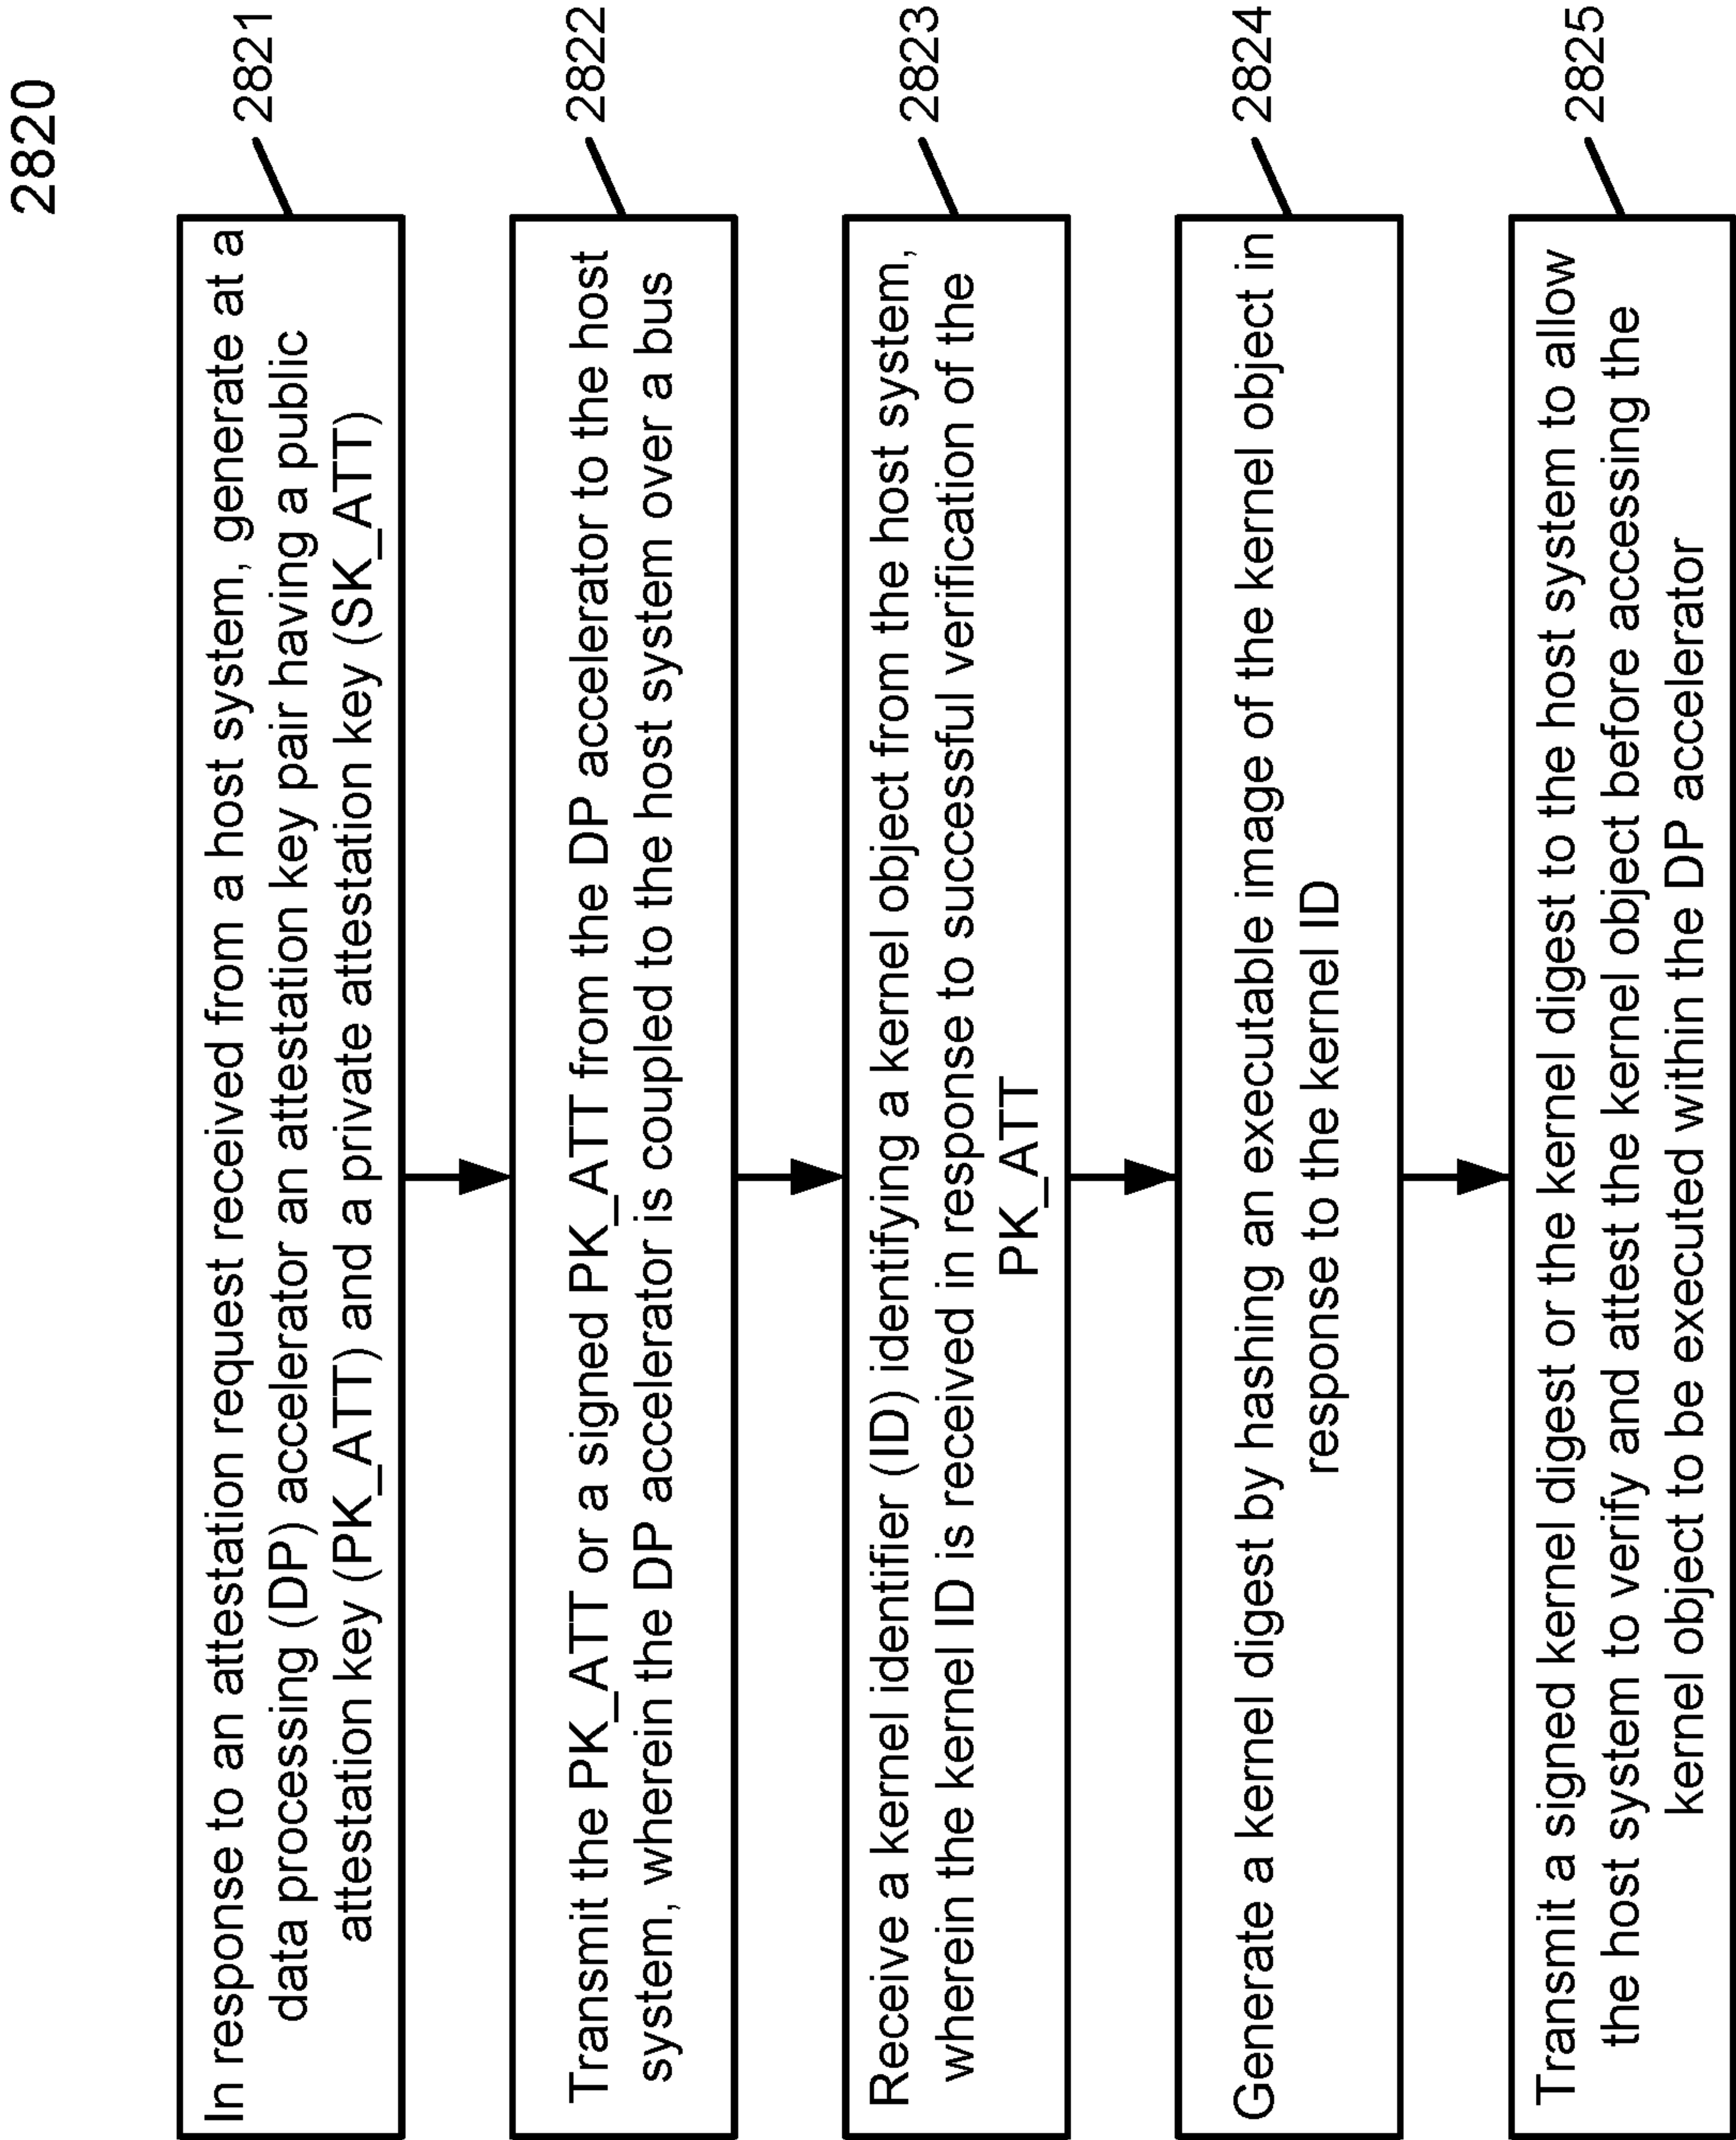 2820
In response to an attestation request received from a host system, generate at a
data processing (DP) accelerator an attestation key pair having a public
attestation key (PK_ATT) and a private attestation key (SK_ATT)
2821
Transmit the PK_ATT or a signed PK_ATT from the DP accelerator to the host
system, wherein the DP accelerator is coupled to the host system over a bus
2822
Receive a kernel identifier (ID) identifying a kernel object from the host system,
wherein the kernel ID is received in response to successful verification of the
PK_ATT
2823
Generate a kernel digest by hashing an executable image of the kernel object in
response to the kernel ID
2824
Transmit a signed kernel digest or the kernel digest to the host system to allow
the host system to verify and attest the kernel object before accessing the
kernel object to be executed within the DP accelerator
2825